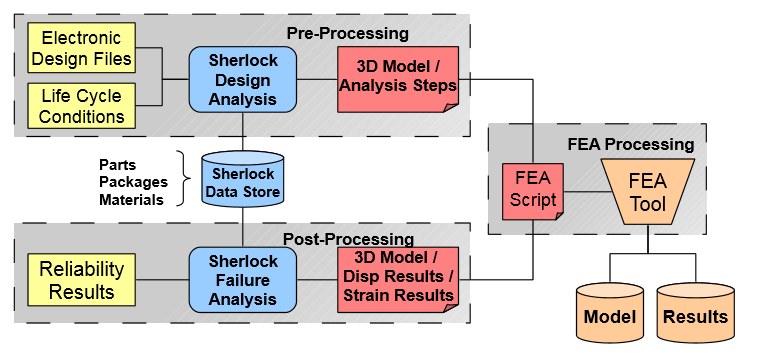 Pre-Processing
Electronic
Design Files
Life Cycle
Conditions
Sherlock
Design
Analysis
3D Model /
Analysis Steps
Parts
Packages
Materials
Sherlock
Data Store
FEA Processing
FEA
Script
FEA
Tool
Post-Processing
Reliability
Results
Sherlock
Failure
Analysis
3D Model /
Disp Results /
Strain Results
Model
Results